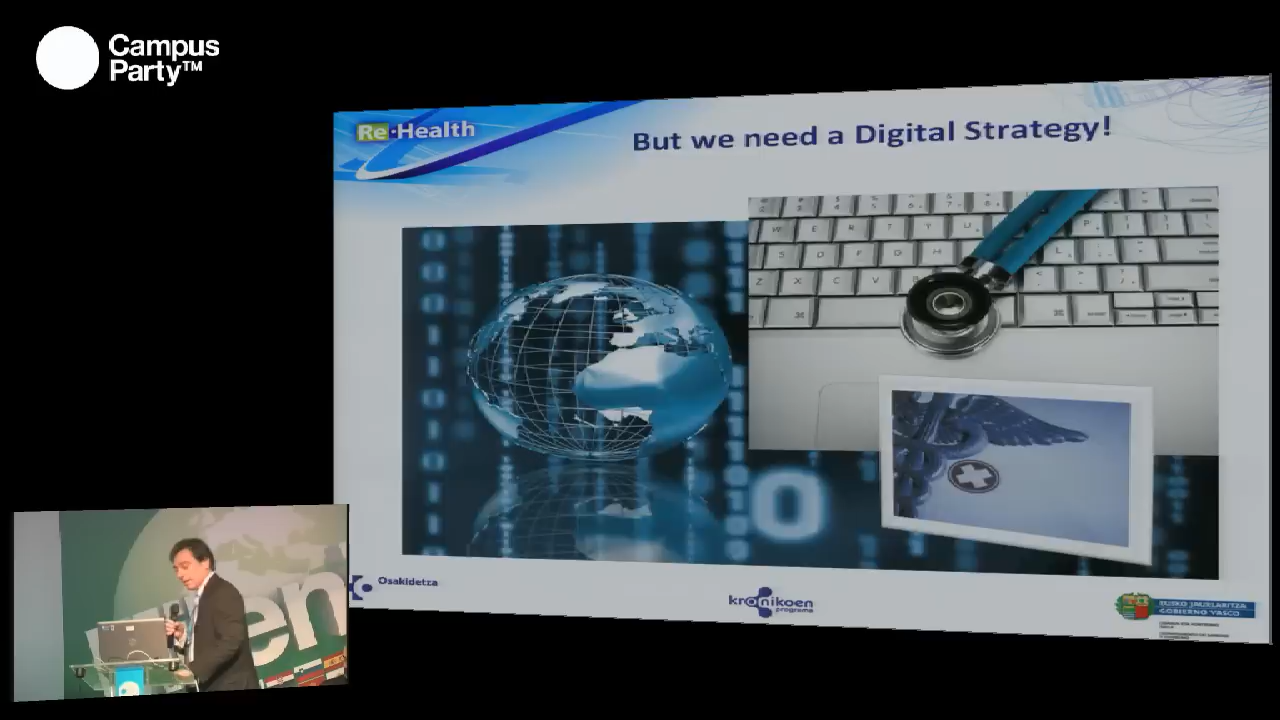 Campus
Party™
Re-Health
But we need a Digital Strategy!
Osakidetza
kronikoen
programa
EUSKO JAURLARITZA
GOBIERNO VASCO